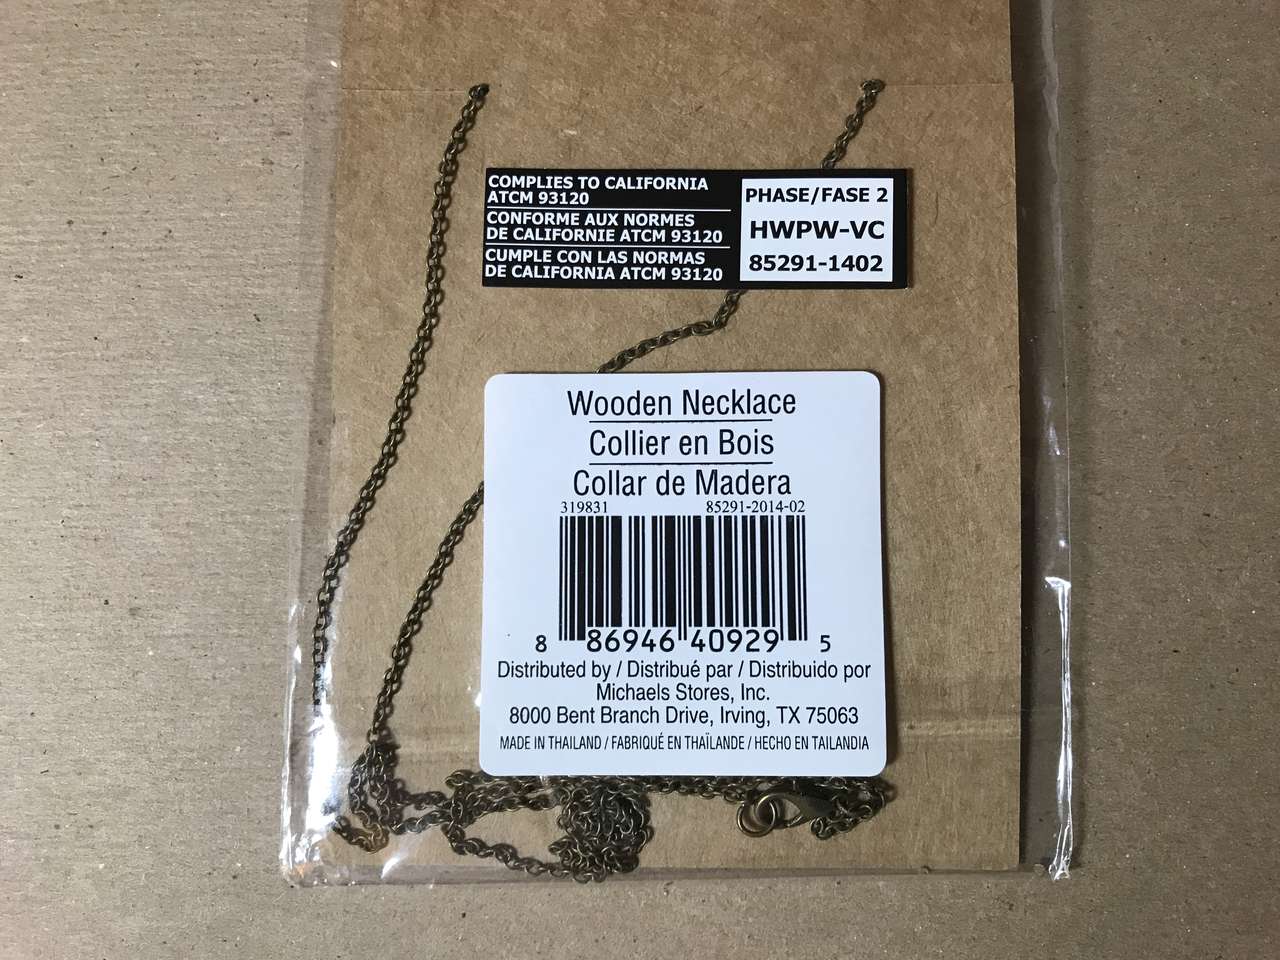 COMPLIES TO CALIFORNIA
ATCM 93120
CONFORME AUX NORMES
DE CALIFORNIE ATCM 93120
CUMPLE CON LAS NORMAS
DE CALIFORNIA ATCM 93120
PHASE/FASE 2
HWPW-VC
85291-1402
Wooden Necklace
Collier en Bois
Collar de Madera
319831 85291-2014-02
8 86946 40929 5
Distributed by / Distribué par / Distribuido por
Michaels Stores, Inc.
8000 Bent Branch Drive, Irving, TX 75063
MADE IN THAILAND / FABRIQUÉ EN THAÏLANDE / HECHO EN TAILANDIA